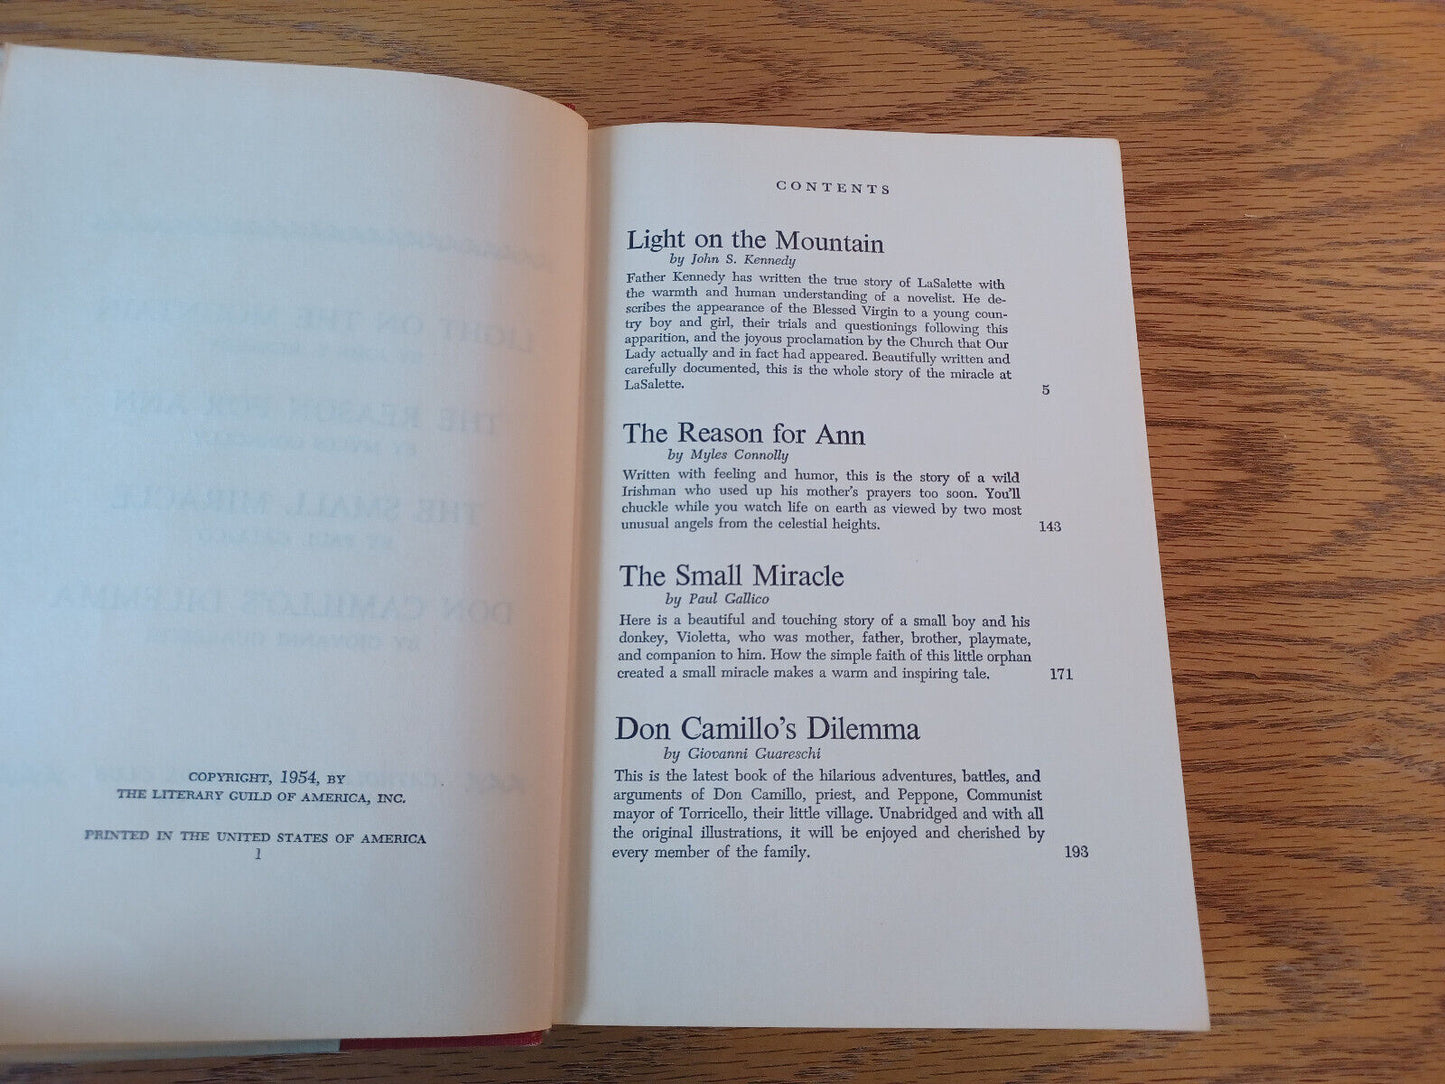 COPYRIGHT, 1954, BY
THE LITERARY GUILD OF AMERICA, INC.
PRINTED IN THE UNITED STATES OF AMERICA
1
CONTENTS
Light on the Mountain
by John S. Kennedy
Father Kennedy has written the true story of LaSalette with
the warmth and human understanding of a novelist. He de-
scribes the appearance of the Blessed Virgin to a young coun-
try boy and girl, their trials and questionings following this
apparition, and the joyous proclamation by the Church that Our
Lady actually and in fact had appeared. Beautifully written and
carefully documented, this is the whole story of the miracle at
LaSalette. 5
The Reason for Ann
by Myles Connolly
Written with feeling and humor, this is the story of a wild
Irishman who used up his mother's prayers too soon. You'll
chuckle while you watch life on earth as viewed by two most
unusual angels from the celestial heights. 143
The Small Miracle
by Paul Gallico
Here is a beautiful and touching story of a small boy and his
donkey, Violetta, who was mother, father, brother, playmate,
and companion to him. How the simple faith of this little orphan
created a small miracle makes a warm and inspiring tale. 171
Don Camillo's Dilemma
by Giovanni Guareschi
This is the latest book of the hilarious adventures, battles, and
arguments of Don Camillo, priest, and Peppone, Communist
mayor of Torricello, their little village. Unabridged and with all
the original illustrations, it will be enjoyed and cherished by
every member of the family. 193